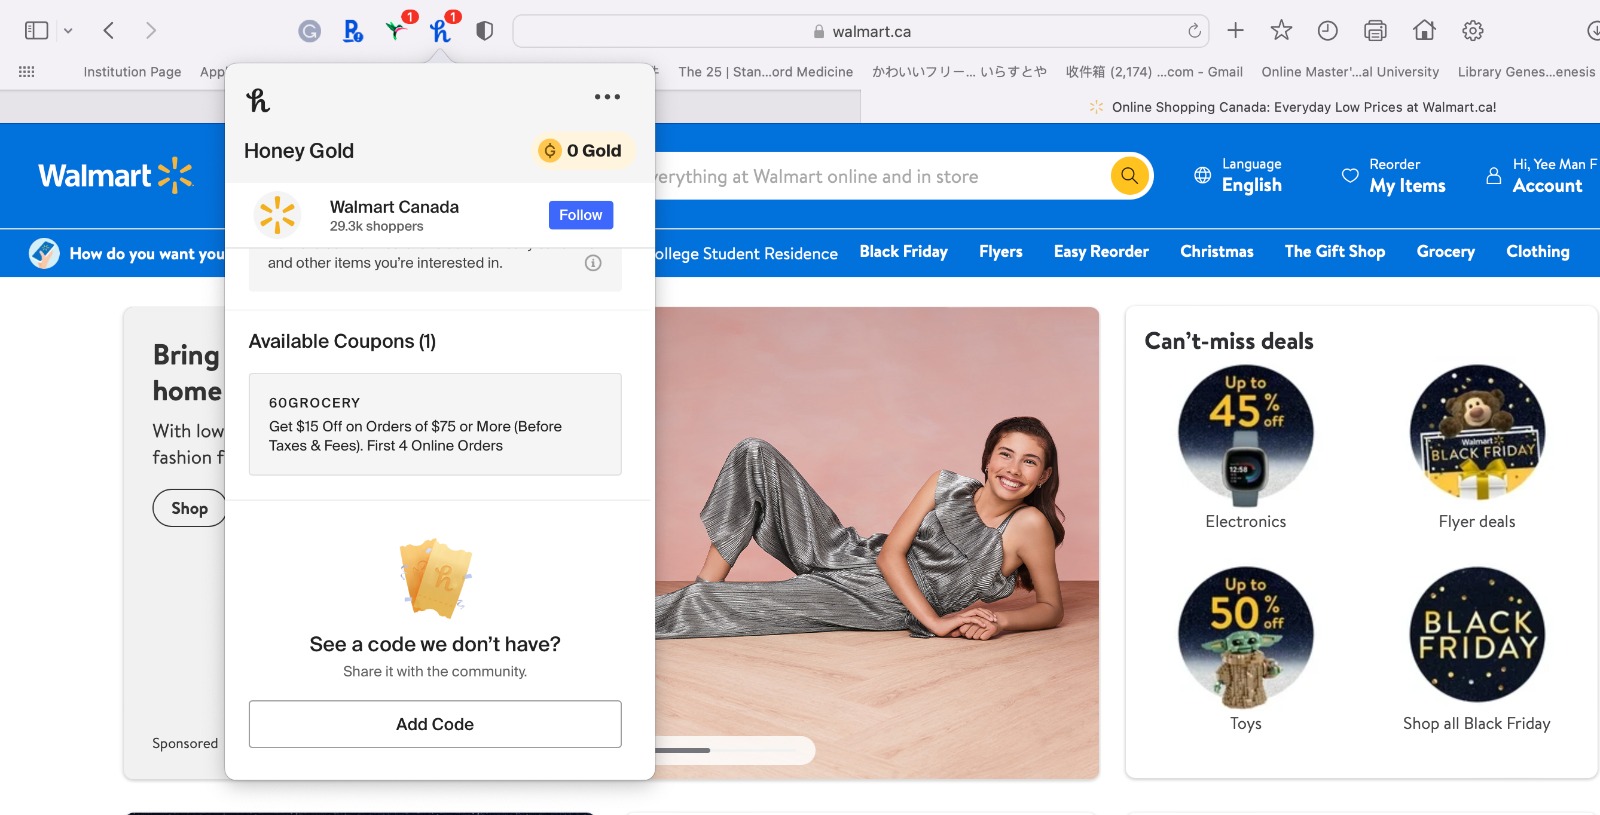 1
1
walmart.ca
Institution Page
The 25 | Stan...ord Medicine
かわいいフリー... いらすとや
收件箱 (2,174) ...com - Gmail
Online Master'...al University
Library Genes...enesis
Online Shopping Canada: Everyday Low Prices at Walmart.ca!
Honey Gold
0 Gold
Walmart Canada
29.3k shoppers
Follow
and other items you're interested in.
Available Coupons (1)
60GROCERY
Get $15 Off on Orders of $75 or More (Before
Taxes & Fees). First 4 Online Orders
See a code we don't have?
Share it with the community.
Add Code
Walmart
verything at Walmart online and in store
Language
English
Reorder
My Items
Hi, Yee Man F
Account
How do you want you
ollege Student Residence
Black Friday
Flyers
Easy Reorder
Christmas
The Gift Shop
Grocery
Clothing
Bring
home
With low
fashion f
Shop
Sponsored
Can't-miss deals
Up to
45% off
12:58
Electronics
Walmart
BLACK FRIDAY
Flyer deals
Up to
50% off
Toys
BLACK
FRIDAY
Shop all Black Friday